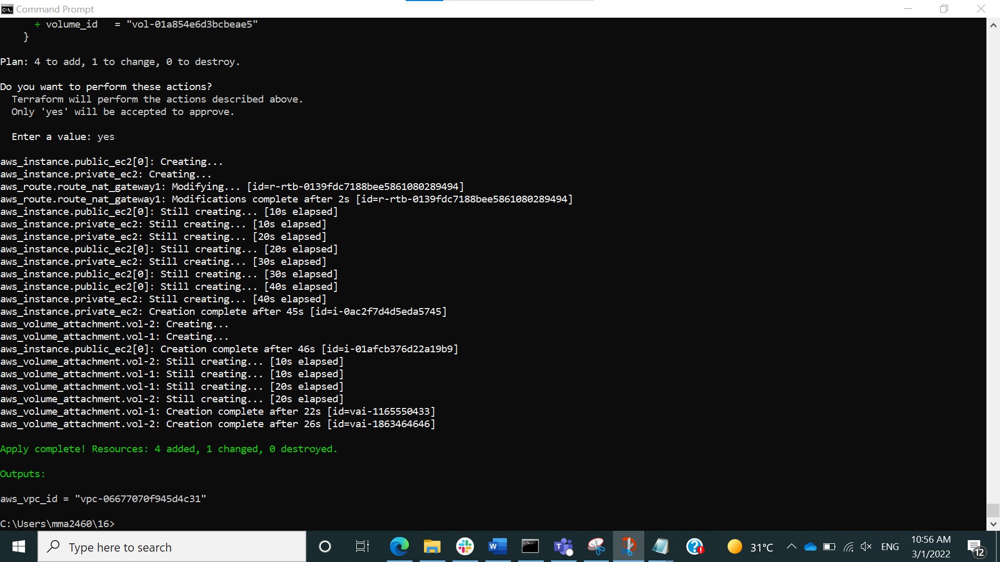 Command Prompt
+ volume_id   = "vol-01a854e6d3bcbeae5"
}
Plan: 4 to add, 1 to change, 0 to destroy.
Do you want to perform these actions?
Terraform will perform the actions described above.
Only 'yes' will be accepted to approve.
Enter a value: yes
aws_instance.public_ec2[0]: Creating...
aws_instance.private_ec2: Creating...
aws_route.route_nat_gateway1: Modifying... [id=r-rtb-0139fdc7188bee5861080289494]
aws_route.route_nat_gateway1: Modifications complete after 2s [id=r-rtb-0139fdc7188bee5861080289494]
aws_instance.public_ec2[0]: Still creating... [10s elapsed]
aws_instance.private_ec2: Still creating... [10s elapsed]
aws_instance.private_ec2: Still creating... [20s elapsed]
aws_instance.public_ec2[0]: Still creating... [20s elapsed]
aws_instance.private_ec2: Still creating... [30s elapsed]
aws_instance.public_ec2[0]: Still creating... [30s elapsed]
aws_instance.public_ec2[0]: Still creating... [40s elapsed]
aws_instance.private_ec2: Still creating... [40s elapsed]
aws_instance.private_ec2: Creation complete after 45s [id=i-0ac2f7d4d5eda5745]
aws_volume_attachment.vol-2: Creating...
aws_volume_attachment.vol-1: Creating...
aws_instance.public_ec2[0]: Creation complete after 46s [id=i-01afcb376d22a19b9]
aws_volume_attachment.vol-2: Still creating... [10s elapsed]
aws_volume_attachment.vol-1: Still creating... [10s elapsed]
aws_volume_attachment.vol-1: Still creating... [20s elapsed]
aws_volume_attachment.vol-2: Still creating... [20s elapsed]
aws_volume_attachment.vol-1: Creation complete after 22s [id=vai-1165550433]
aws_volume_attachment.vol-2: Creation complete after 26s [id=vai-1863464646]
Apply complete! Resources: 4 added, 1 changed, 0 destroyed.
Outputs:
aws_vpc_id = "vpc-06677070f945d4c31"
C:\Users\mma2460\16>
Type here to search
31°C
ENG
10:56 AM
3/1/2022
12